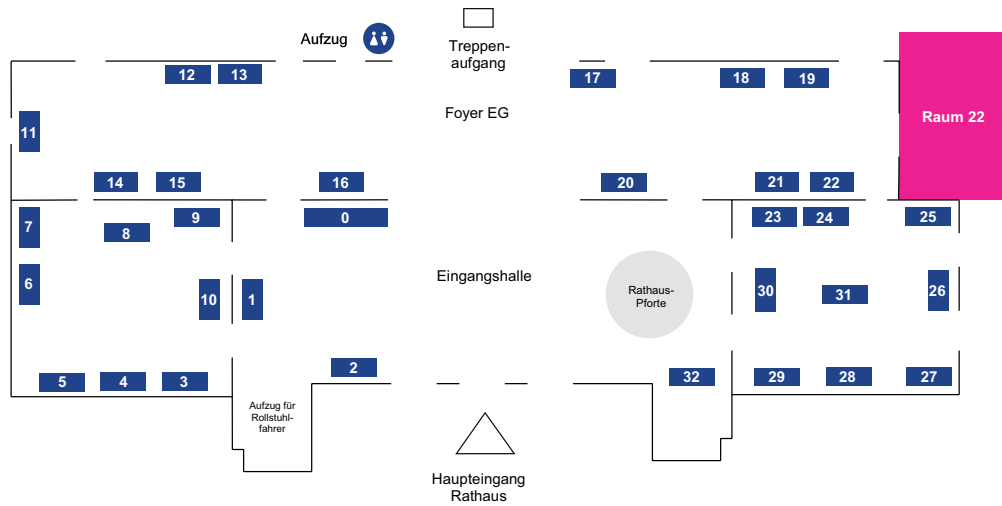 Aufzug
Treppen-
aufgang
12
13
17
18
19
Foyer EG
Raum 22
11
14
15
16
20
21
22
7
9
0
23
24
25
8
6
Eingangshalle
10
1
Rathaus-
Pforte
30
31
26
5
4
3
2
32
29
28
27
Aufzug für
Rollstuhl-
fahrer
Haupteingang
Rathaus